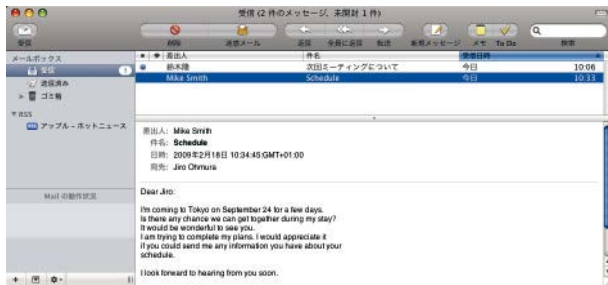 受信 (2 件のメッセージ、未開封 1 件)
受信 削除 迷惑メール 返信 全員に返信 転送 新規メッセージ メモ To Do 検索
メールボックス
受信 1
送信済み
ゴミ箱
RSS
アップル - ホットニュース
Mail の動作状況
差出人 件名 受信日時
鈴木隆 次回ミーティングについて 今日 10:06
Mike Smith Schedule 今日 10:33
差出人: Mike Smith
件名: Schedule
日時: 2009年2月18日 10:34:45:GMT+01:00
宛先: Jiro Ohmura
Dear Jiro:
I'm coming to Tokyo on September 24 for a few days.
Is there any chance we can get together during my stay?
It would be wonderful to see you.
I am trying to complete my plans. I would appreciate it
if you could send me any information you have about your
schedule.
I look forward to hearing from you soon.